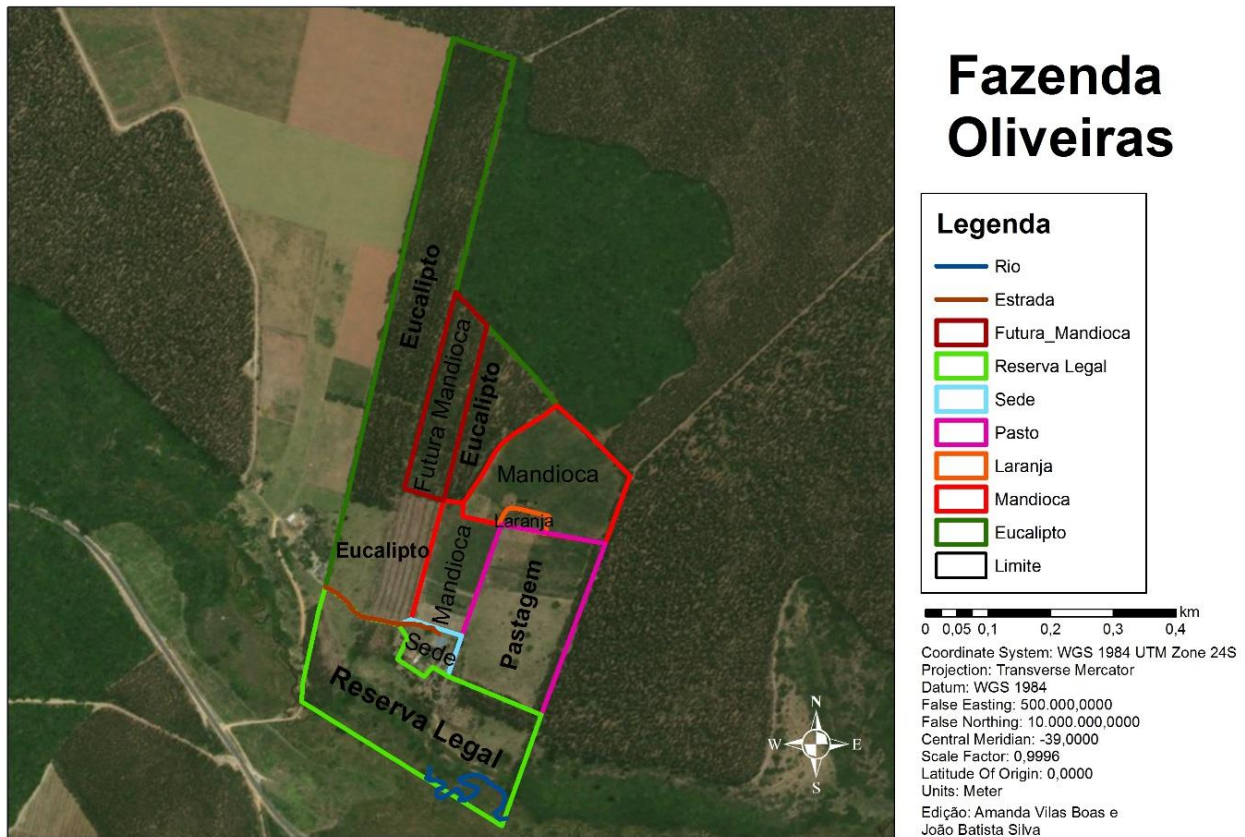 Fazenda
Oliveiras
Legenda
Rio
Estrada
Futura_Mandioca
Reserva Legal
Sede
Pasto
Laranja
Mandioca
Eucalipto
Limite
km
0 0,05 0,1 0,2 0,3 0,4
Coordinate System: WGS 1984 UTM Zone 24S
Projection: Transverse Mercator
Datum: WGS 1984
False Easting: 500.000,0000
False Northing: 10.000.000,0000
Central Meridian: -39,0000
Scale Factor: 0,9996
Latitude Of Origin: 0,0000
Units: Meter
Edição: Amanda Vilas Boas e
João Batista Silva
Eucalipto
Futura Mandioca
Eucalipto
Mandioca
Laranja
Eucalipto
Mandioca
Pastagem
Sede
Reserva Legal
N
W E
S